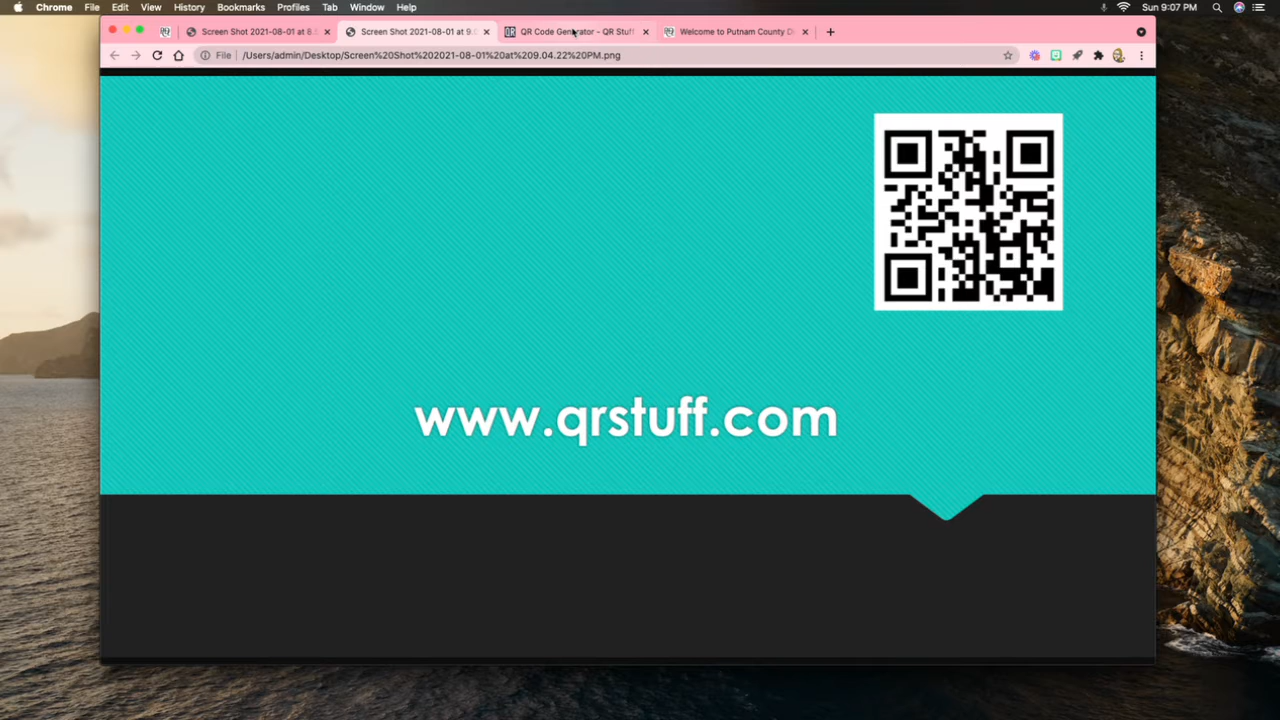 Chrome File Edit View History Bookmarks Profiles Tab Window Help Sun 9:07 PM
Screen Shot 2021-08-01 at 8. Screen Shot 2021-08-01 at 9.0 QR Code Generator - QR Stuff Welcome to Putnam County D
File /Users/admin/Desktop/Screen%20Shot%202021-08-01%20at%209.04.22%20PM.png
www.qrstuff.com